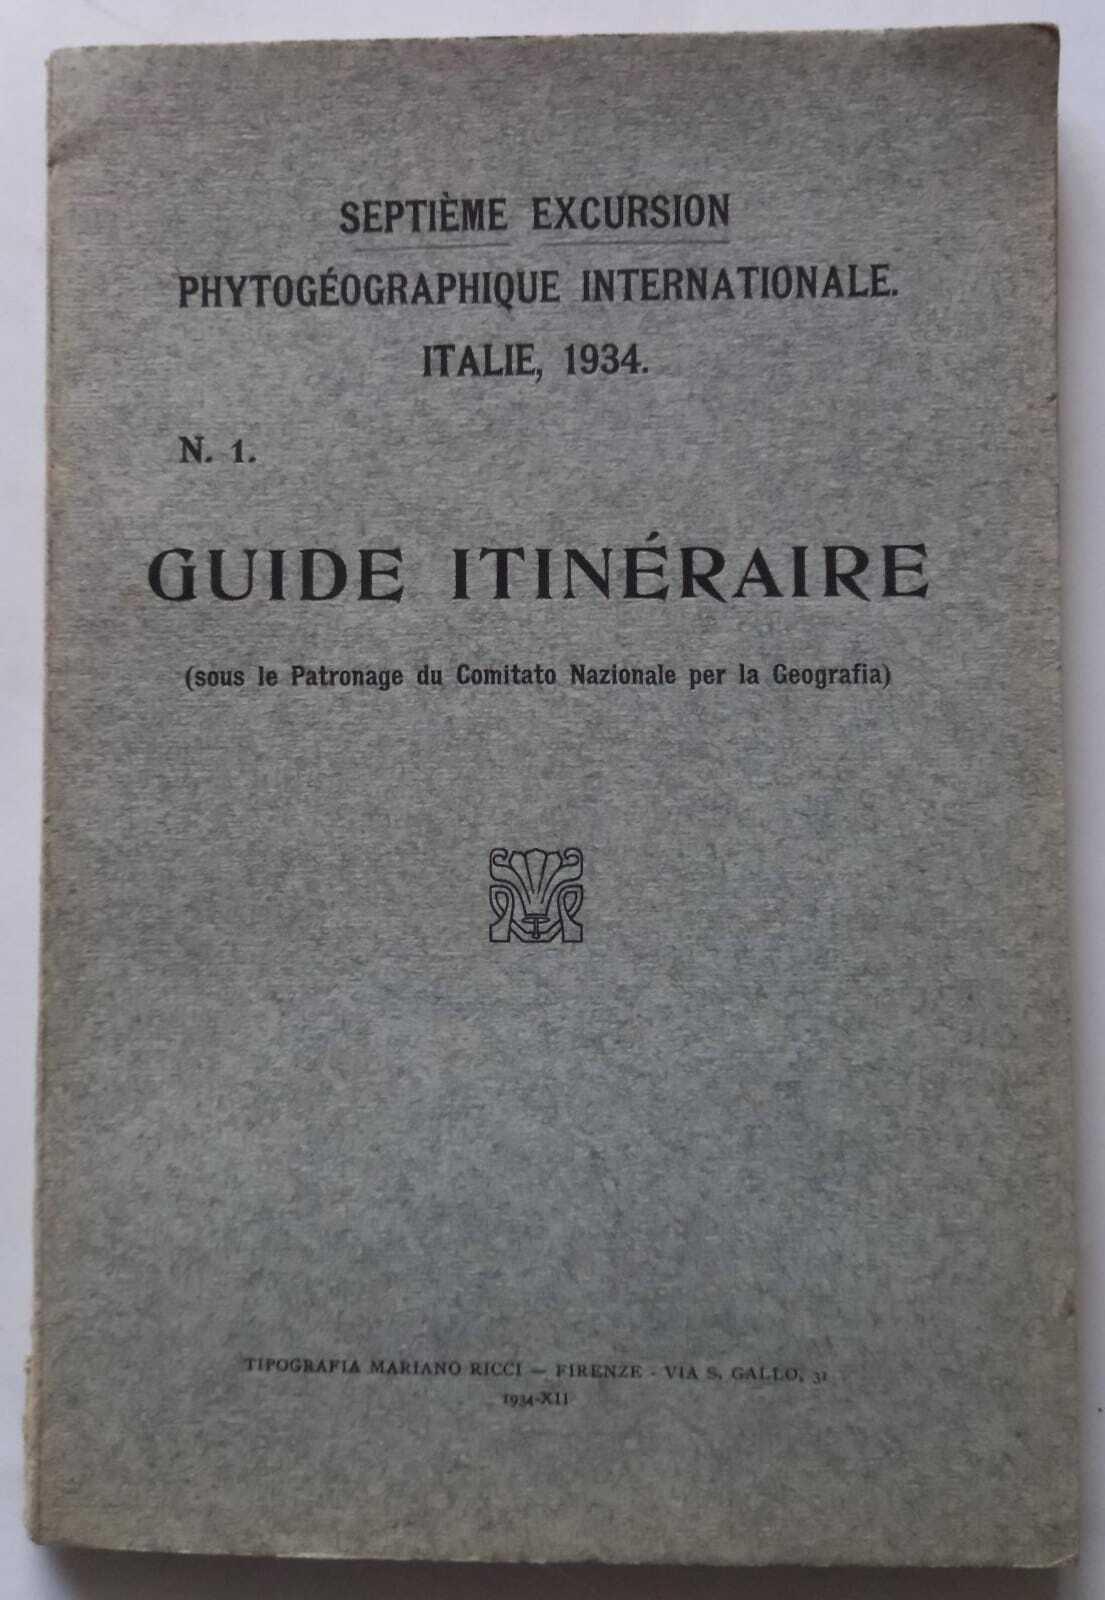 SEPTIÈME EXCURSION
PHYTOGÉOGRAPHIQUE INTERNATIONALE.
ITALIE, 1934.
N. 1.
GUIDE ITINÉRAIRE
(sous le Patronage du Comitato Nazionale per la Geografia)
TIPOGRAFIA MARIANO RICCI — FIRENZE - VIA S. GALLO, 31
1934-XII